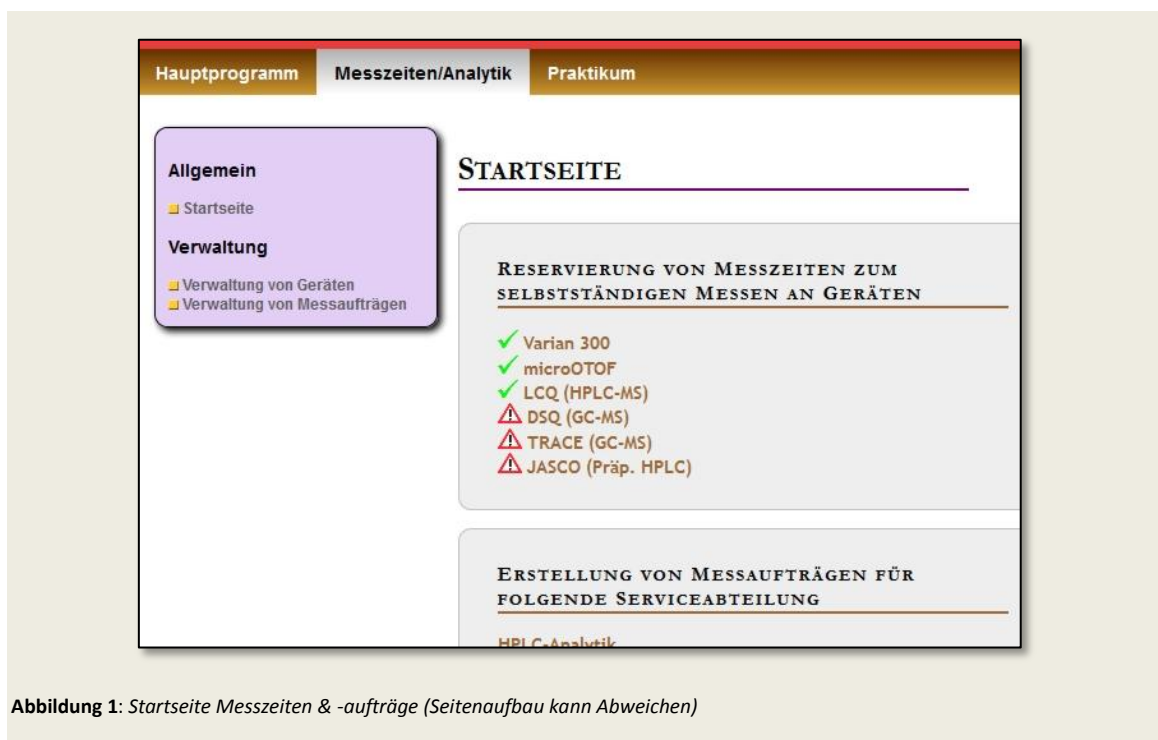 Hauptprogramm Messzeiten/Analytik Praktikum
Allgemein
Startseite
Verwaltung
Verwaltung von Geräten
Verwaltung von Messaufträgen
STARTSEITE
RESERVIERUNG VON MESSZEITEN ZUM
SELBSTSTÄNDIGEN MESSEN AN GERÄTEN
Varian 300
microOTOF
LCQ (HPLC-MS)
DSQ (GC-MS)
TRACE (GC-MS)
JASCO (Präp. HPLC)
ERSTELLUNG VON MESSAUFTRÄGEN FÜR
FOLGENDE SERVICEABTEILUNG
HPLC-Analytik
Abbildung 1: Startseite Messzeiten & -aufträge (Seitenaufbau kann Abweichen)